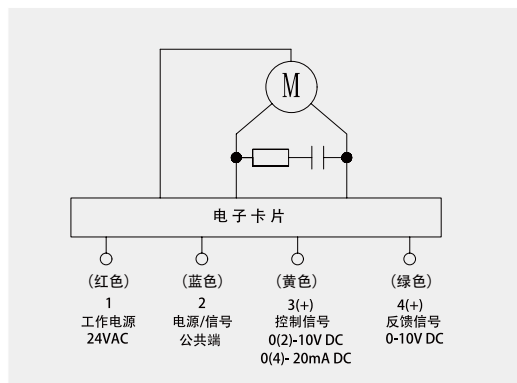 M
电子卡片
(红色) (蓝色) (黄色) (绿色)
1 2 3(+) 4(+)
工作电源 电源/信号 控制信号 反馈信号
24VAC 公共端 0(2)-10V DC 0-10V DC
0(4)- 20mA DC